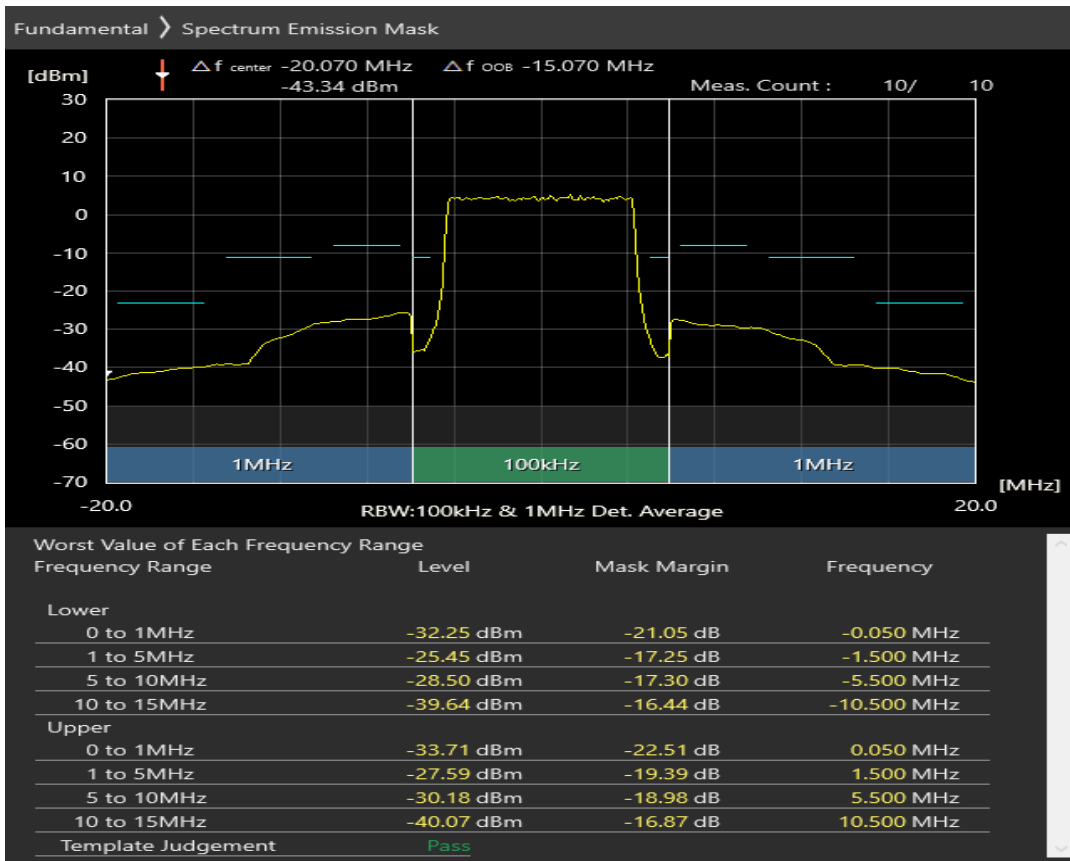 Fundamental 〉 Spectrum Emission Mask
[dBm]
△f center -20.070 MHz △f OOB -15.070 MHz
-43.34 dBm
Meas. Count : 10/ 10
30
20
10
0
-10
-20
-30
-40
-50
-60
-70
1MHz 100kHz 1MHz
[MHz]
-20.0 RBW:100kHz & 1MHz Det. Average 20.0
Worst Value of Each Frequency Range
Frequency Range Level Mask Margin Frequency
Lower
0 to 1MHz -32.25 dBm -21.05 dB -0.050 MHz
1 to 5MHz -25.45 dBm -17.25 dB -1.500 MHz
5 to 10MHz -28.50 dBm -17.30 dB -5.500 MHz
10 to 15MHz -39.64 dBm -16.44 dB -10.500 MHz
Upper
0 to 1MHz -33.71 dBm -22.51 dB 0.050 MHz
1 to 5MHz -27.59 dBm -19.39 dB 1.500 MHz
5 to 10MHz -30.18 dBm -18.98 dB 5.500 MHz
10 to 15MHz -40.07 dBm -16.87 dB 10.500 MHz
Template Judgement Pass